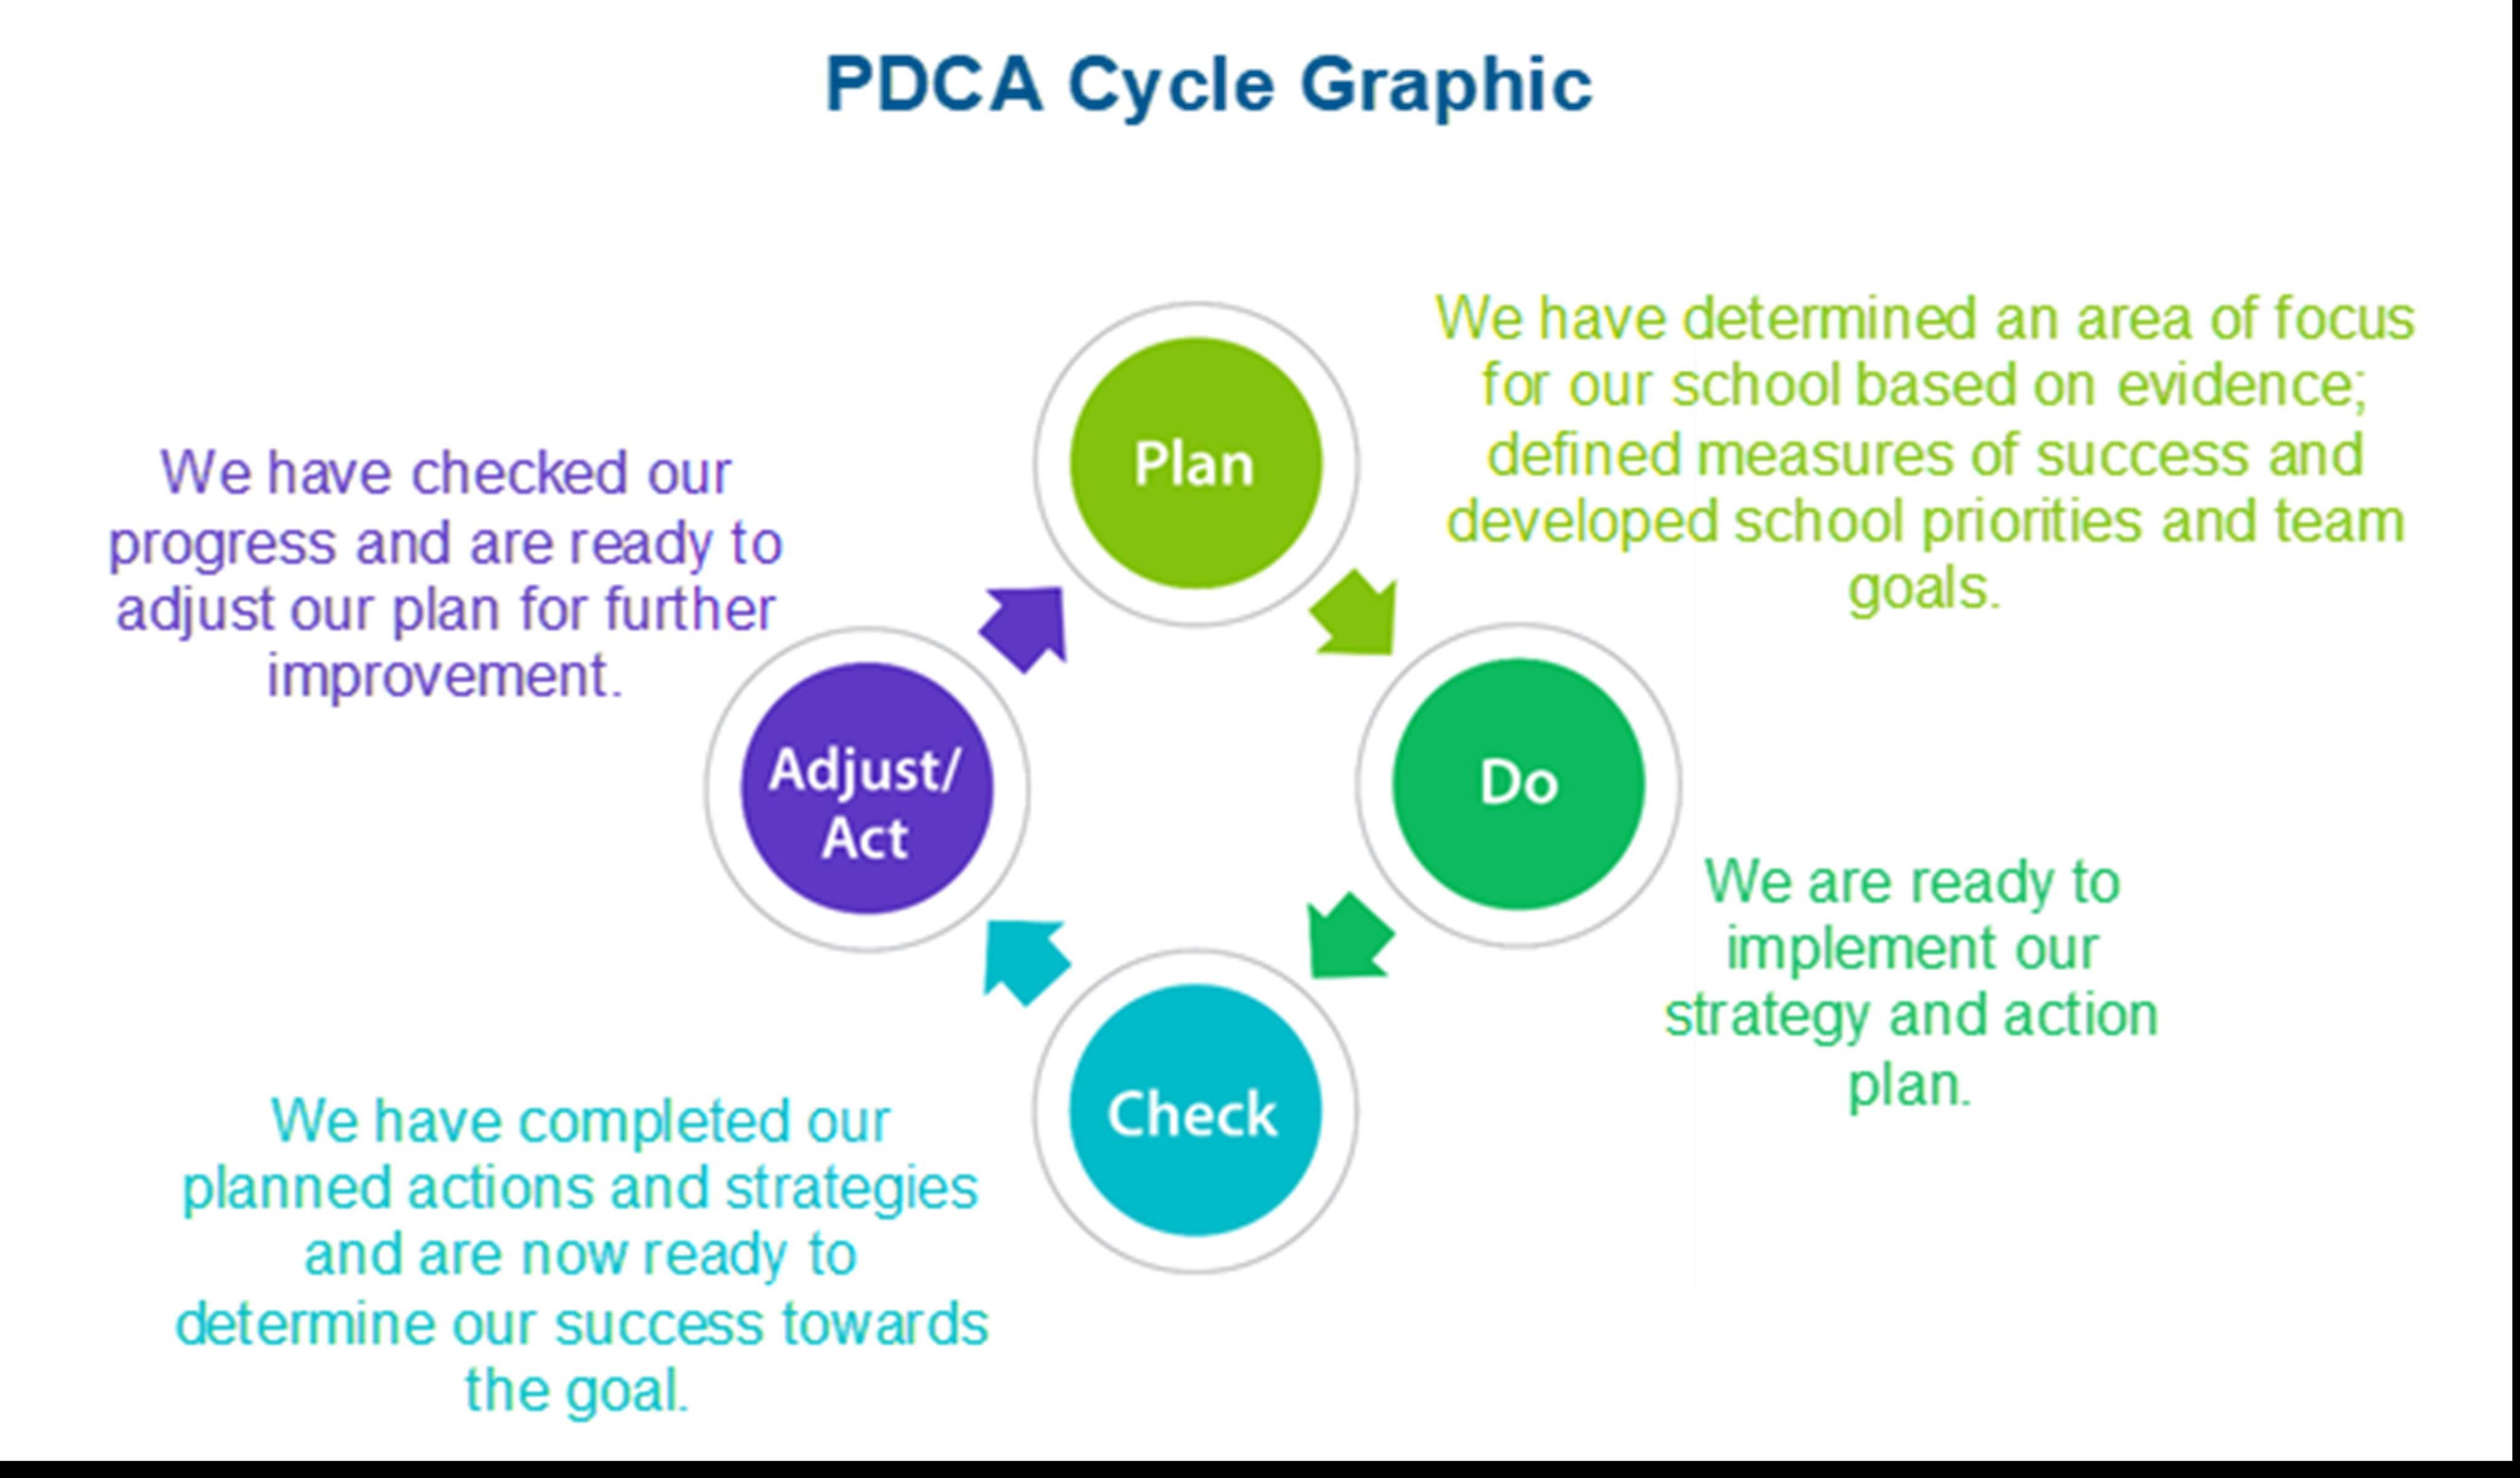 PDCA Cycle Graphic
Plan
We have determined an area of focus
for our school based on evidence;
defined measures of success and
developed school priorities and team
goals.
Do
We are ready to
implement our
strategy and action
plan.
Check
We have completed our
planned actions and strategies
and are now ready to
determine our success towards
the goal.
Adjust/
Act
We have checked our
progress and are ready to
adjust our plan for further
improvement.